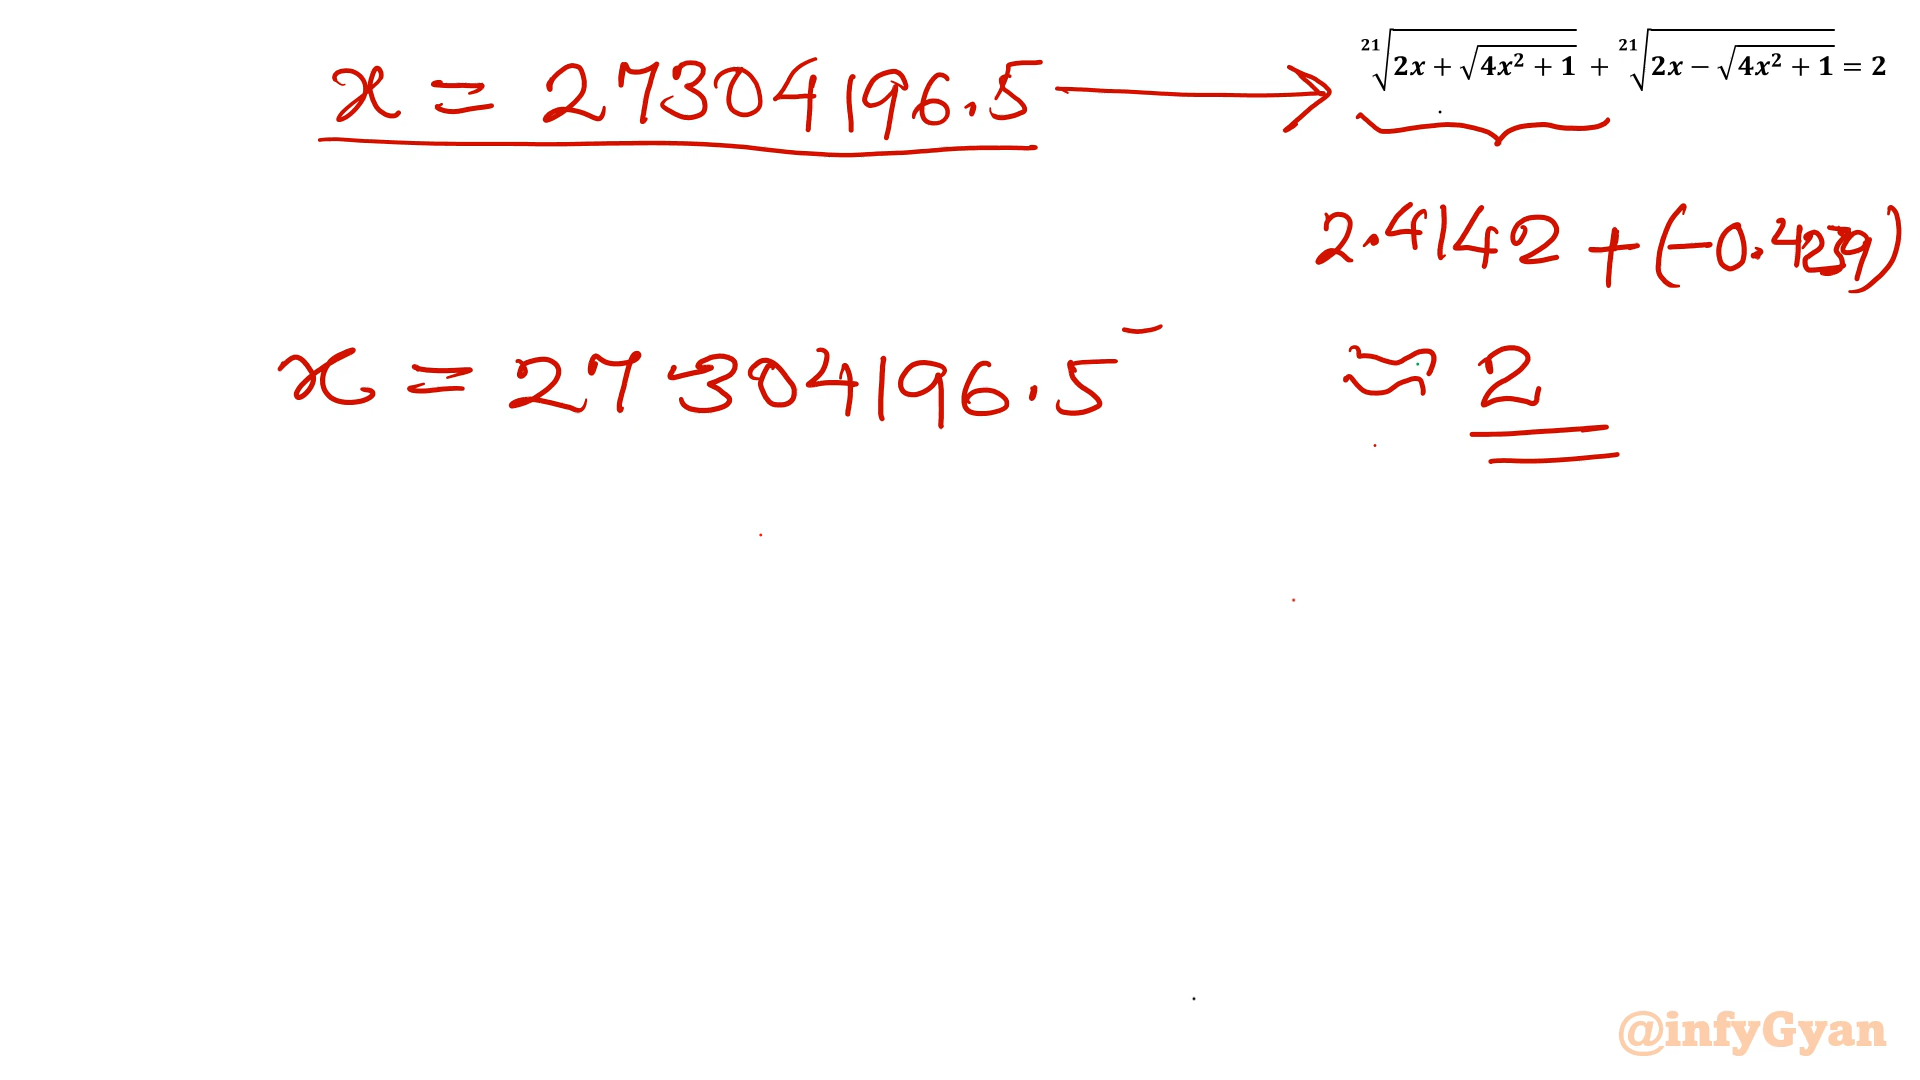 x = 27304196.5 ⟶ ²¹√(2x + √(4x² + 1)) + ²¹√(2x − √(4x² + 1)) = 2
2.4142 + (−0.4239)
x = 27304196.5 ≈ 2
@infyGyan